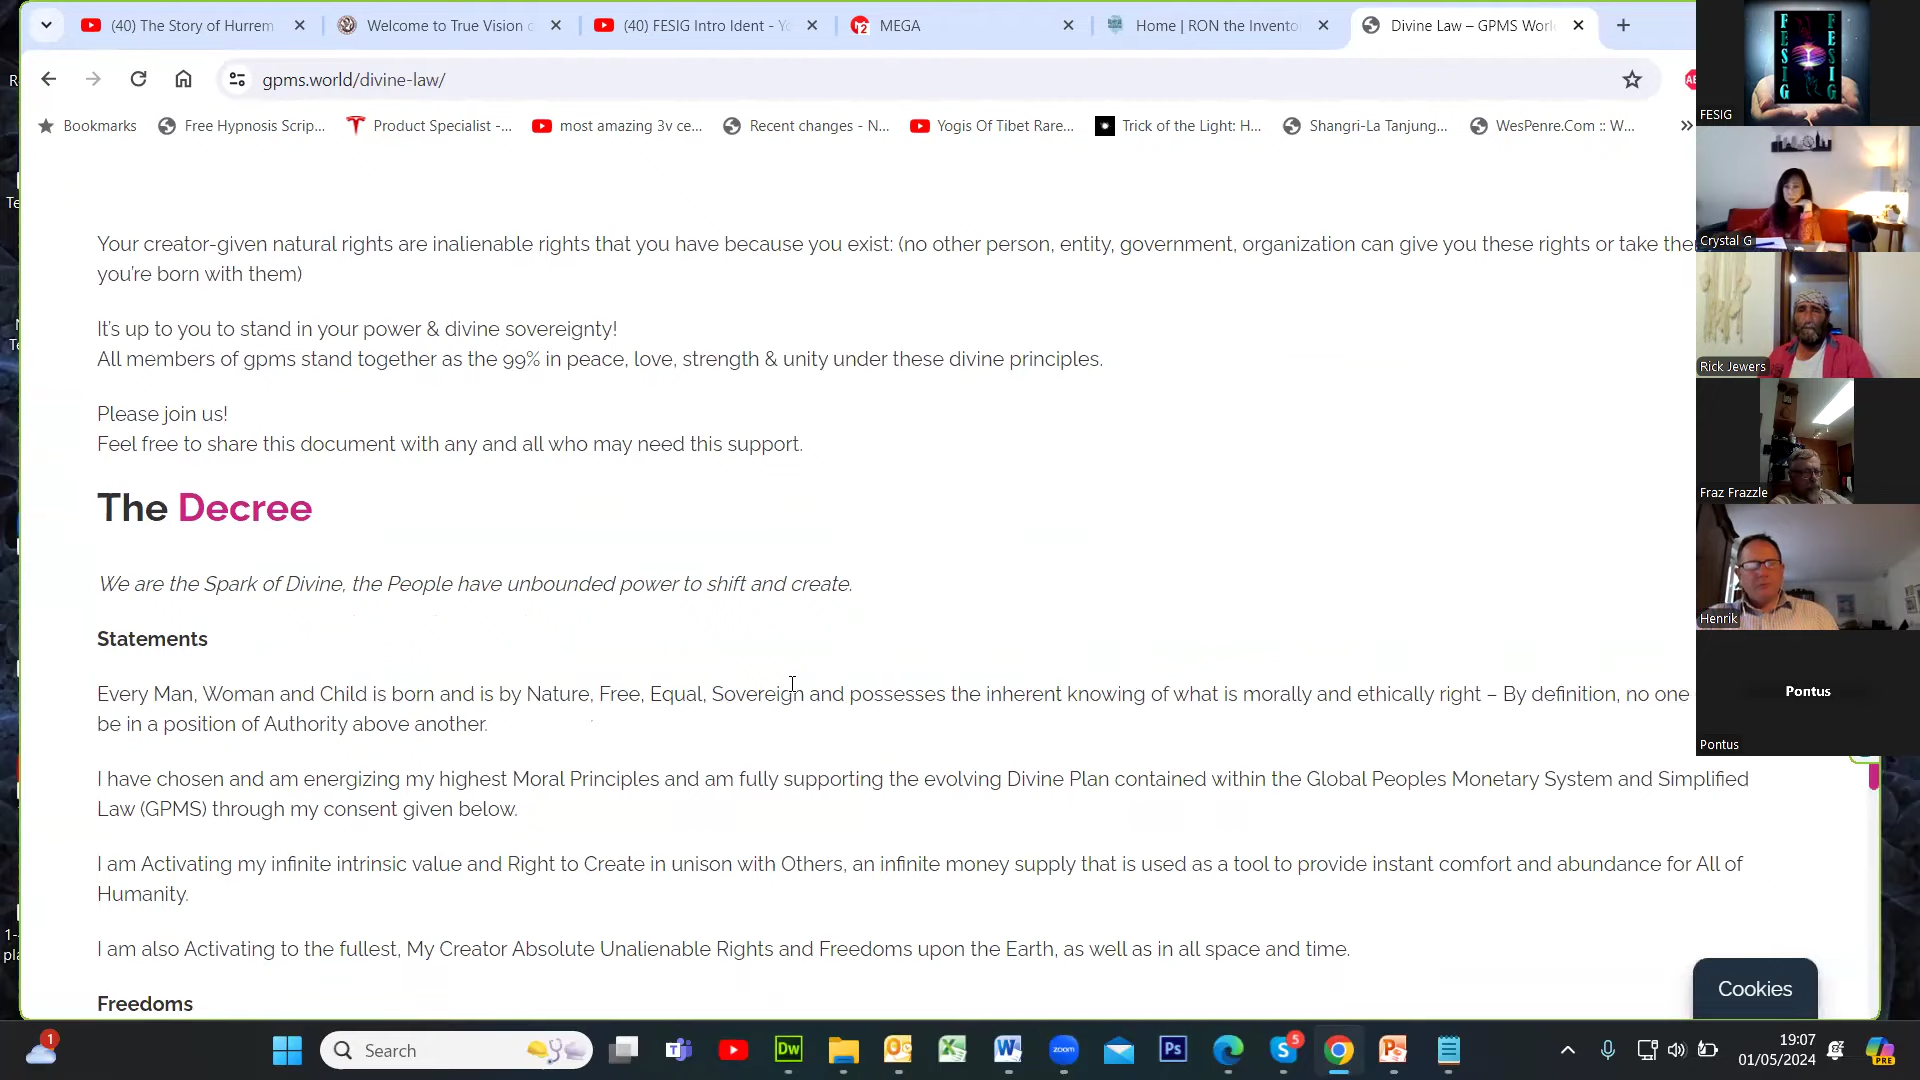 (40) The Story of Hurrem
Welcome to True Vision o
(40) FESIG Intro Ident - Yo
MEGA
Home | RON the Invento
Divine Law – GPMS Worl
gpms.world/divine-law/
Bookmarks
Free Hypnosis Scrip...
Product Specialist -...
most amazing 3v ce...
Recent changes - N...
Yogis Of Tibet Rare...
Trick of the Light: H...
Shangri-La Tanjung...
WesPenre.Com :: W...
Your creator-given natural rights are inalienable rights that you have because you exist: (no other person, entity, government, organization can give you these rights or take
you're born with them)
It's up to you to stand in your power & divine sovereignty!
All members of gpms stand together as the 99% in peace, love, strength & unity under these divine principles.
Please join us!
Feel free to share this document with any and all who may need this support.
The Decree
We are the Spark of Divine, the People have unbounded power to shift and create.
Statements
Every Man, Woman and Child is born and is by Nature, Free, Equal, Sovereign and possesses the inherent knowing of what is morally and ethically right – By definition, no one
be in a position of Authority above another.
I have chosen and am energizing my highest Moral Principles and am fully supporting the evolving Divine Plan contained within the Global Peoples Monetary System and Simplified
Law (GPMS) through my consent given below.
I am Activating my infinite intrinsic value and Right to Create in unison with Others, an infinite money supply that is used as a tool to provide instant comfort and abundance for All of
Humanity.
I am also Activating to the fullest, My Creator Absolute Unalienable Rights and Freedoms upon the Earth, as well as in all space and time.
Freedoms
Cookies
FESIG
FESIG
FESIG
Crystal G
Rick Jewers
Fraz Frazzle
Henrik
Pontus
Pontus
1
Search
Dw
zoom
Ps
5
19:07
01/05/2024
PRE